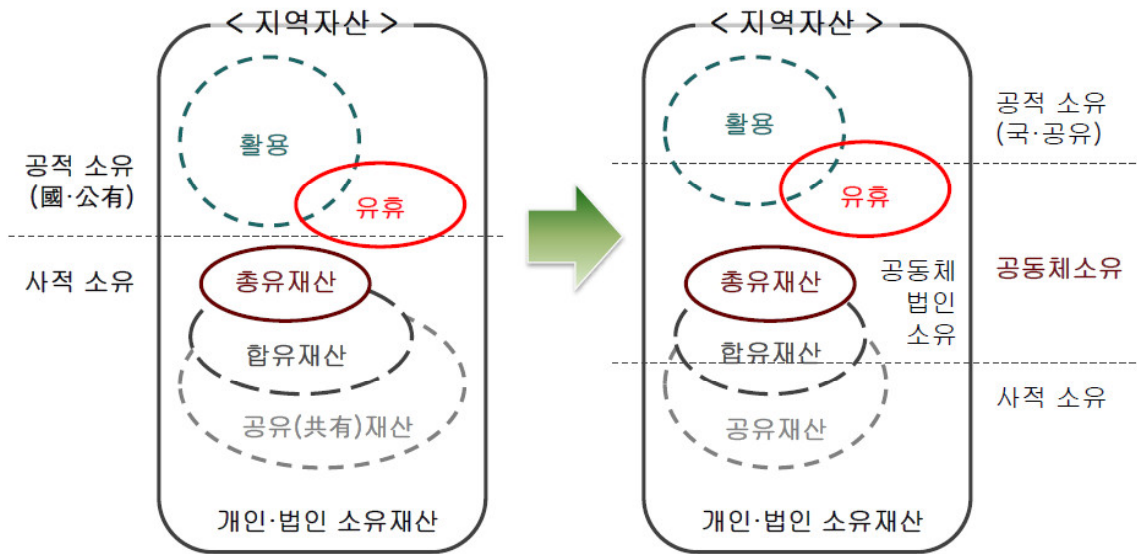 < 지역자산 >
활용
공적 소유
(國·公有)
유휴
사적 소유
총유재산
합유재산
공유(共有)재산
개인·법인 소유재산
< 지역자산 >
공적 소유
(국·공유)
활용
유휴
총유재산
공동체
법인
소유
공동체소유
합유재산
사적 소유
공유재산
개인·법인 소유재산